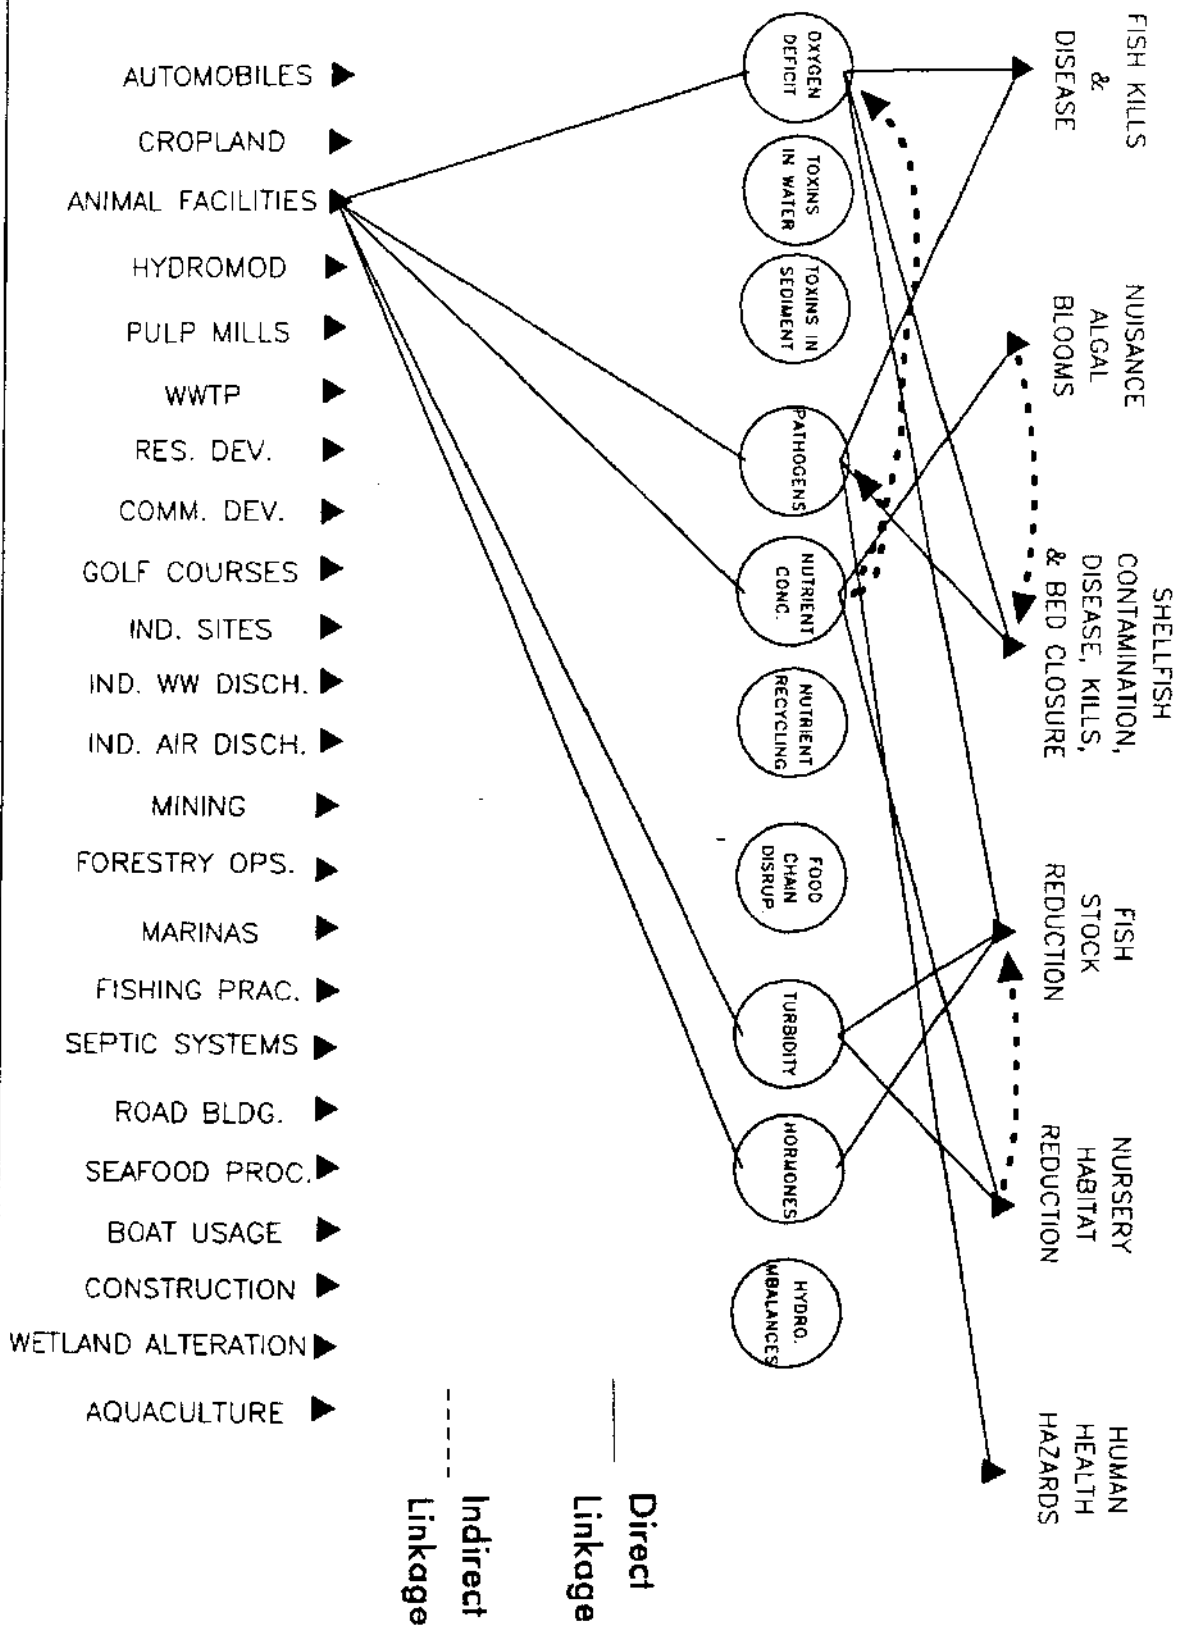 FISH KILLS
&
DISEASE
NUISANCE
ALGAL
BLOOMS
SHELLFISH
CONTAMINATION,
DISEASE, KILLS,
& BED CLOSURE
FISH
STOCK
REDUCTION
NURSERY
HABITAT
REDUCTION
HUMAN
HEALTH
HAZARDS
OXYGEN
DEFICIT
TOXINS
IN WATER
TOXINS IN
SEDIMENT
PATHOGENS
NUTRIENT
CONC.
NUTRIENT
RECYCLING
FOOD
CHAIN
DISRUP.
TURBIDITY
HORMONES
HYDRO.
MBALANCES
AUTOMOBILES
CROPLAND
ANIMAL FACILITIES
HYDROMOD
PULP MILLS
WWTP
RES. DEV.
COMM. DEV.
GOLF COURSES
IND. SITES
IND. WW DISCH.
IND. AIR DISCH.
MINING
FORESTRY OPS.
MARINAS
FISHING PRAC.
SEPTIC SYSTEMS
ROAD BLDG.
SEAFOOD PROC.
BOAT USAGE
CONSTRUCTION
WETLAND ALTERATION
AQUACULTURE
Direct
Linkage
Indirect
Linkage